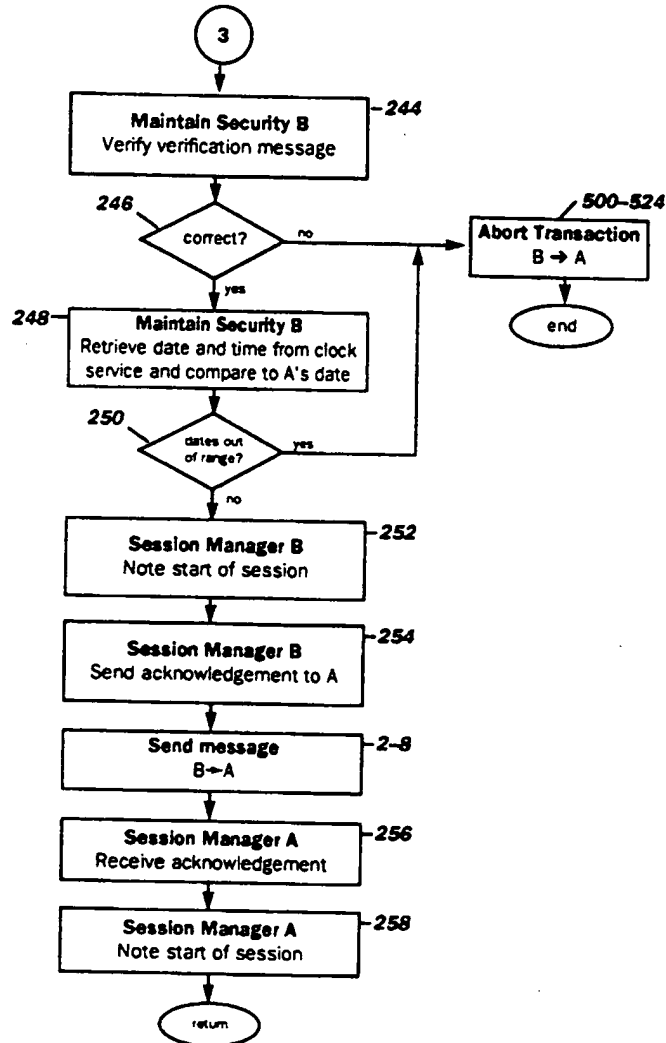 3
244
Maintain Security B
Verify verification message
246
correct?
no
yes
500-524
Abort Transaction
B → A
end
248
Maintain Security B
Retrieve date and time from clock
service and compare to A's date
250
dates out
of range?
yes
no
252
Session Manager B
Note start of session
254
Session Manager B
Send acknowledgement to A
2-8
Send message
B→A
256
Session Manager A
Receive acknowledgement
258
Session Manager A
Note start of session
return